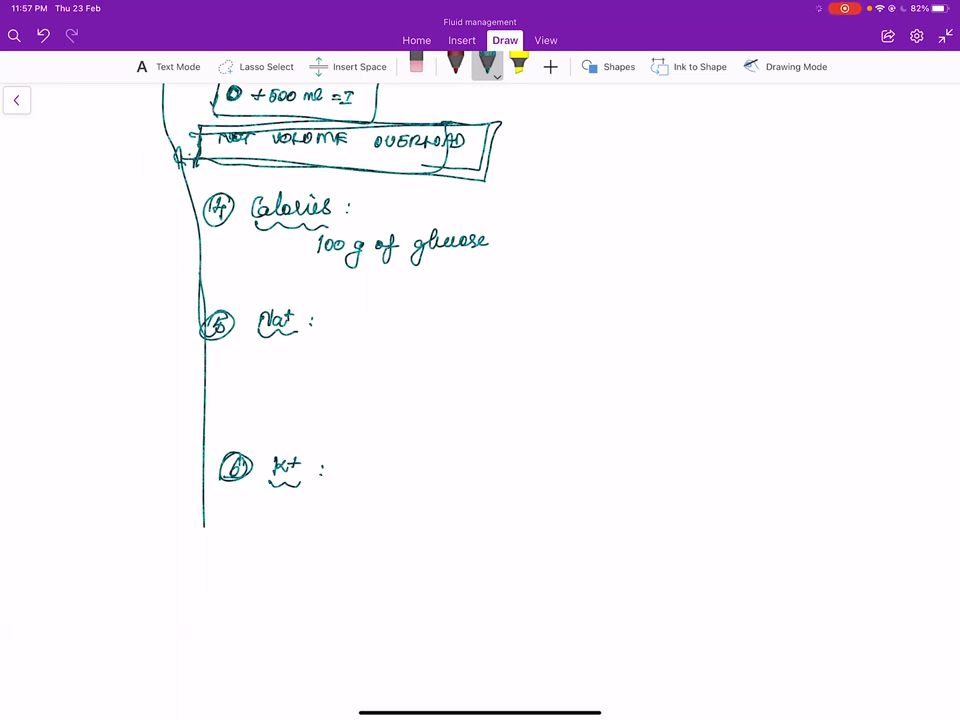 11:57 PM Thu 23 Feb
82%
Fluid management
Home Insert Draw View
Text Mode Lasso Select Insert Space Shapes Ink to Shape Drawing Mode
O + 500 ml = I
NOT VOLUME OVERLOAD
4 Calories :
100 g of glucose
5 Na+ :
6 K+ :